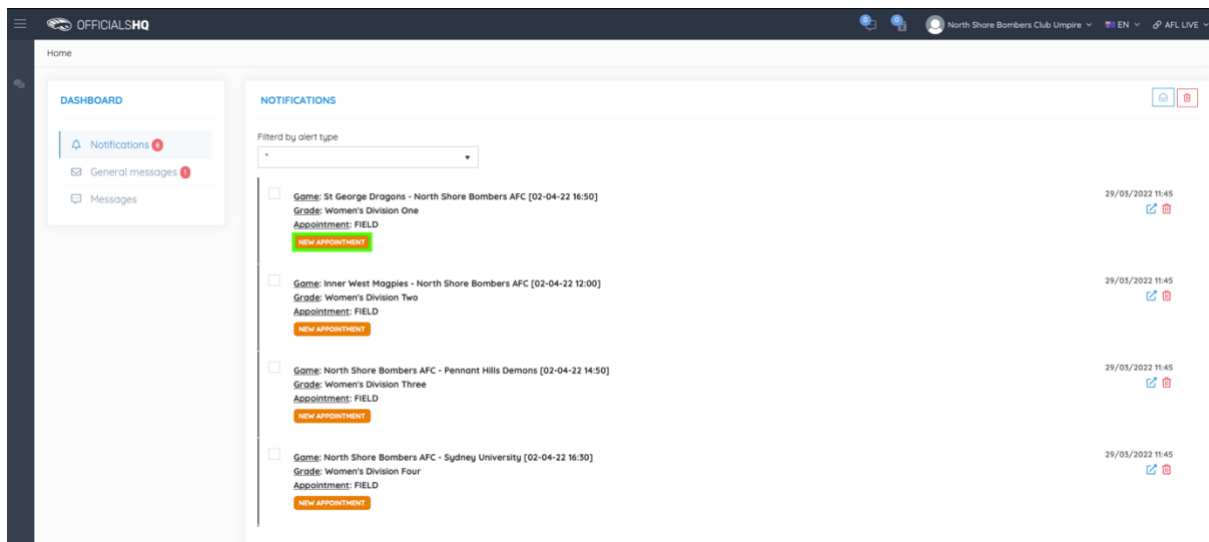 OFFICIALSHQ
0
0
North Shore Bombers Club Umpire
EN
AFL LIVE
Home
DASHBOARD
Notifications
General messages 1
Messages
NOTIFICATIONS
Filterd by alert type
*
Game: St George Dragons - North Shore Bombers AFC [02-04-22 16:50]
Grade: Women's Division One
Appointment: FIELD
NEW APPOINTMENT
29/03/2022 11:45
Game: Inner West Magpies - North Shore Bombers AFC [02-04-22 12:00]
Grade: Women's Division Two
Appointment: FIELD
NEW APPOINTMENT
29/03/2022 11:45
Game: North Shore Bombers AFC - Pennant Hills Demons [02-04-22 14:50]
Grade: Women's Division Three
Appointment: FIELD
NEW APPOINTMENT
29/03/2022 11:45
Game: North Shore Bombers AFC - Sydney University [02-04-22 16:30]
Grade: Women's Division Four
Appointment: FIELD
NEW APPOINTMENT
29/03/2022 11:45